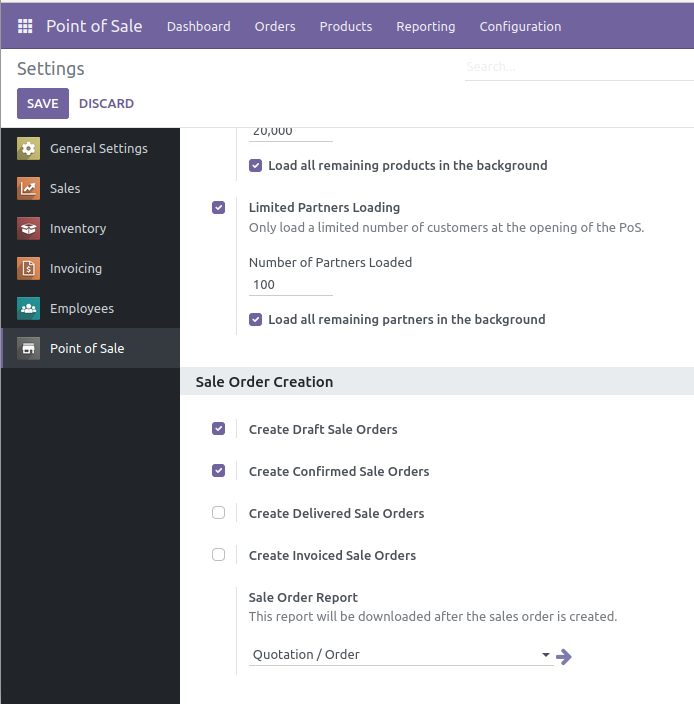 Point of Sale Dashboard Orders Products Reporting Configuration
Settings
Search...
SAVE DISCARD
General Settings
Sales
Inventory
Invoicing
Employees
Point of Sale
20,000
Load all remaining products in the background
Limited Partners Loading
Only load a limited number of customers at the opening of the PoS.
Number of Partners Loaded
100
Load all remaining partners in the background
Sale Order Creation
Create Draft Sale Orders
Create Confirmed Sale Orders
Create Delivered Sale Orders
Create Invoiced Sale Orders
Sale Order Report
This report will be downloaded after the sales order is created.
Quotation / Order